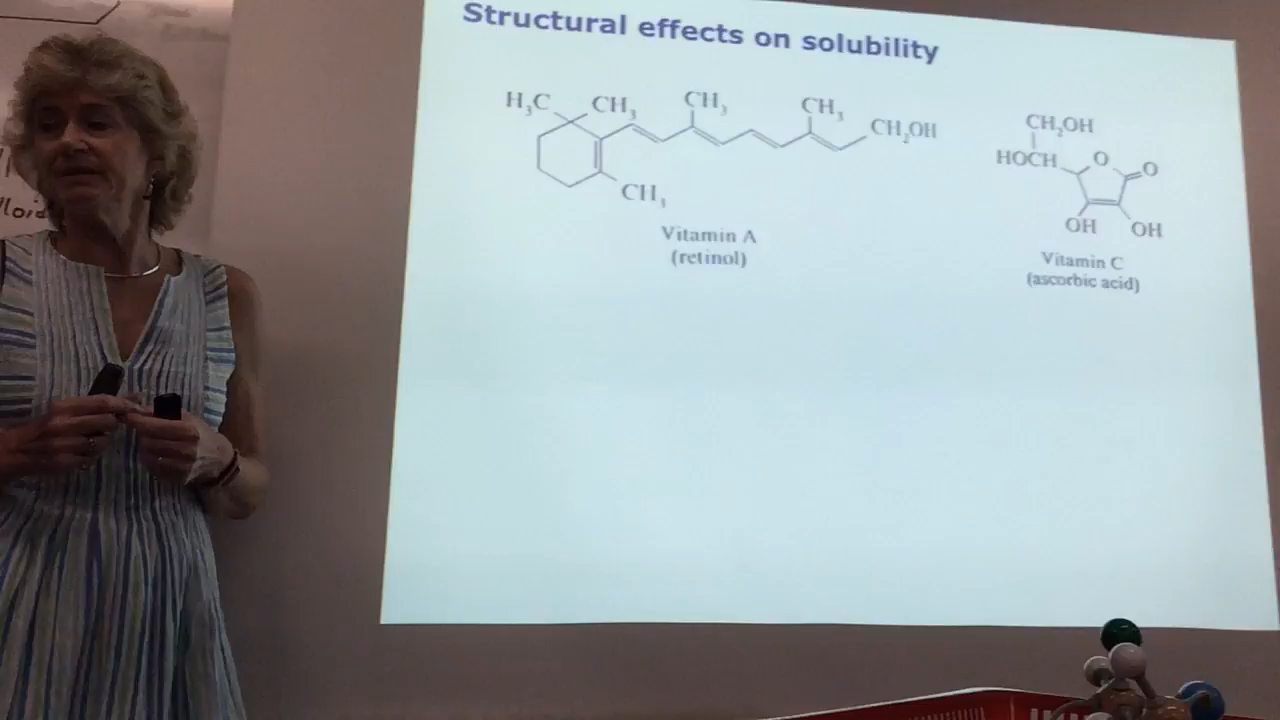 Structural effects on solubility
H₃C
CH₃
CH₃
CH₃
CH₂OH
CH₃
Vitamin A
(retinol)
CH₂OH
HOCH
O
O
OH
OH
Vitamin C
(ascorbic acid)